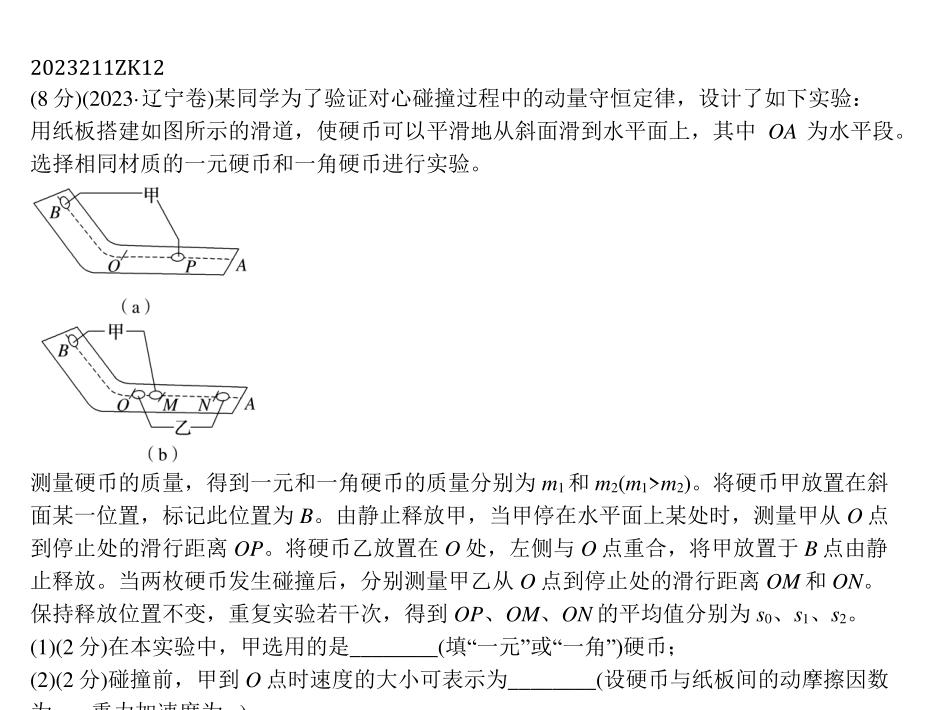 2023211ZK12
(8 分)(2023·辽宁卷)某同学为了验证对心碰撞过程中的动量守恒定律，设计了如下实验：
用纸板搭建如图所示的滑道，使硬币可以平滑地从斜面滑到水平面上，其中 OA 为水平段。
选择相同材质的一元硬币和一角硬币进行实验。
甲
B
O
P
A
（a）
甲
B
O
M
N
A
乙
（b）
测量硬币的质量，得到一元和一角硬币的质量分别为 m₁和 m₂(m₁>m₂)。将硬币甲放置在斜
面某一位置，标记此位置为 B。由静止释放甲，当甲停在水平面上某处时，测量甲从 O 点
到停止处的滑行距离 OP。将硬币乙放置在 O 处，左侧与 O 点重合，将甲放置于 B 点由静
止释放。当两枚硬币发生碰撞后，分别测量甲乙从 O 点到停止处的滑行距离 OM 和 ON。
保持释放位置不变，重复实验若干次，得到 OP、OM、ON 的平均值分别为 s₀、s₁、s₂。
(1)(2 分)在本实验中，甲选用的是________(填“一元”或“一角”)硬币；
(2)(2 分)碰撞前，甲到 O 点时速度的大小可表示为________(设硬币与纸板间的动摩擦因数